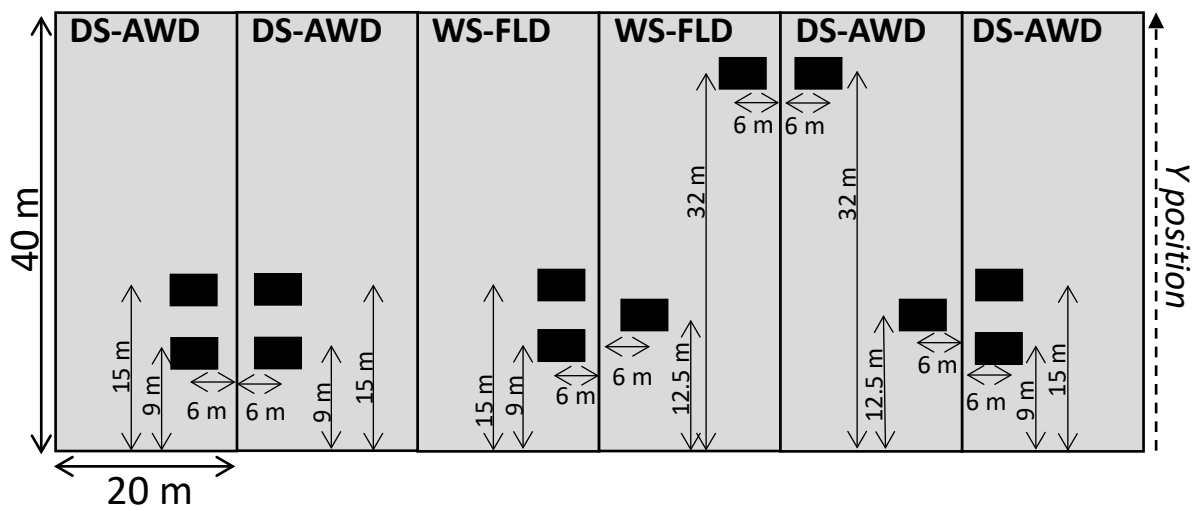 DS-AWD
DS-AWD
WS-FLD
WS-FLD
DS-AWD
DS-AWD
6 m
6 m
32 m
32 m
40 m
Y position
15 m
9 m
6 m
6 m
9 m
15 m
15 m
9 m
6 m
6 m
12.5 m
12.5 m
6 m
6 m
9 m
15 m
20 m